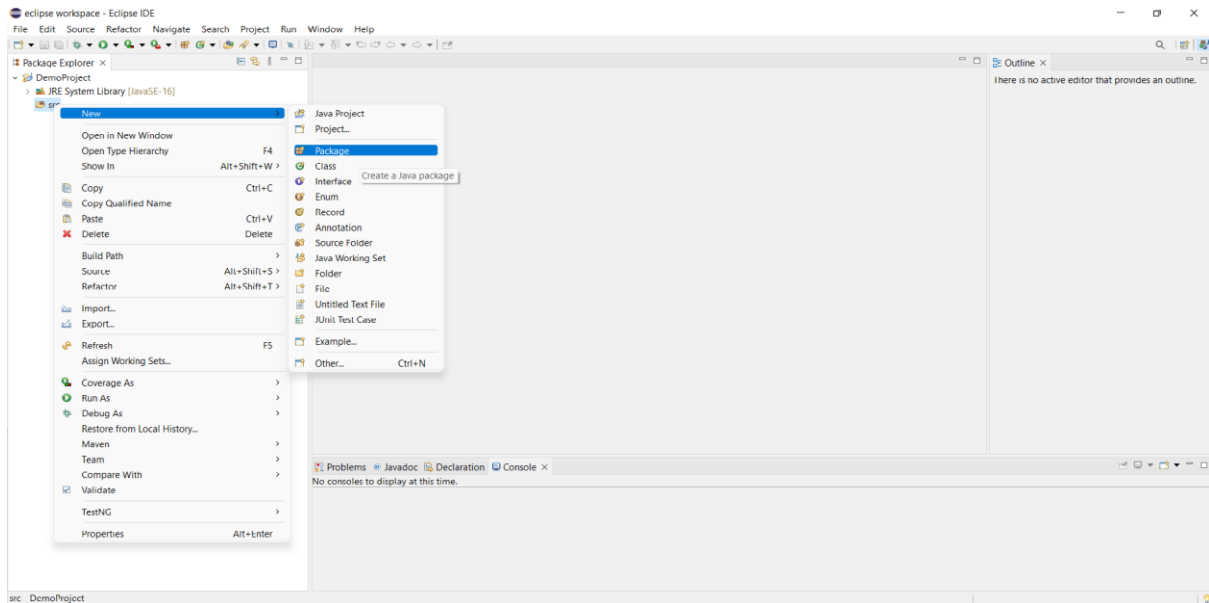 eclipse workspace - Eclipse IDE
File Edit Source Refactor Navigate Search Project Run Window Help
Package Explorer
DemoProject
JRE System Library [JavaSE-16]
src
New
Open in New Window
Open Type Hierarchy F4
Show In Alt+Shift+W >
Copy Ctrl+C
Copy Qualified Name
Paste Ctrl+V
Delete Delete
Build Path >
Source Alt+Shift+S >
Refactor Alt+Shift+T >
Import...
Export...
Refresh F5
Assign Working Sets...
Coverage As >
Run As >
Debug As >
Restore from Local History...
Maven >
Team >
Compare With >
Validate
TestNG >
Properties Alt+Enter
Java Project
Project...
Package
Class
Create a Java package
Interface
Enum
Record
Annotation
Source Folder
Java Working Set
Folder
File
Untitled Text File
JUnit Test Case
Example...
Other... Ctrl+N
Outline
There is no active editor that provides an outline.
Problems Javadoc Declaration Console
No consoles to display at this time.
src DemoProject